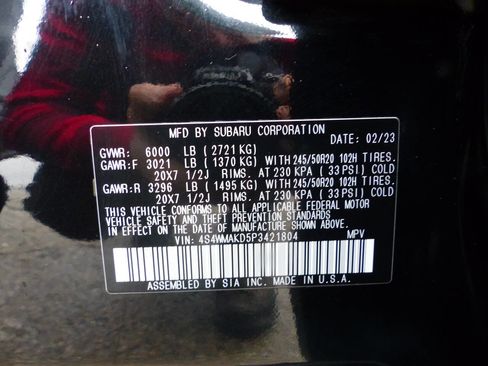 MFD BY SUBARU CORPORATION
DATE: 02/23
GVWR: 6000 LB (2721 KG)
GAWR:F 3021 LB (1370 KG) WITH 245/50R20 102H TIRES.
20X7 1/2J RIMS. AT 230 KPA (33 PSI) COLD
GAWR:R 3296 LB (1495 KG) WITH 245/50R20 102H TIRES.
20X7 1/2J RIMS. AT 230 KPA (33 PSI) COLD
THIS VEHICLE CONFORMS TO ALL APPLICABLE FEDERAL MOTOR
VEHICLE SAFETY AND THEFT PREVENTION STANDARDS
IN EFFECT ON THE DATE OF MANUFACTURE SHOWN ABOVE.
VIN: 4S4WMAKD5P3421804 MPV
ASSEMBLED BY SIA INC. MADE IN U.S.A.